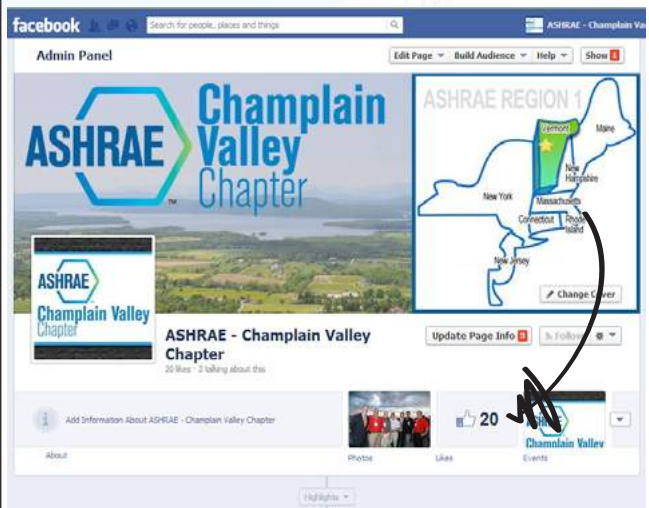 facebook
Search for people, places and things
ASHRAE - Champlain Va
Admin Panel
Edit Page
Build Audience
Help
Show 1
ASHRAE
TM
Champlain
Valley
Chapter
ASHRAE REGION 1
Vermont
Maine
New
Hampshire
New York
Massachusetts
Connecticut
Rhode
Island
New Jersey
Change Cover
ASHRAE
Champlain Valley
Chapter
ASHRAE - Champlain Valley
Chapter
20 likes · 2 talking about this
Update Page Info 3
Follow
Add Information About ASHRAE - Champlain Valley Chapter
20
Champlain Valley
About
Photos
Likes
Events
Highlights